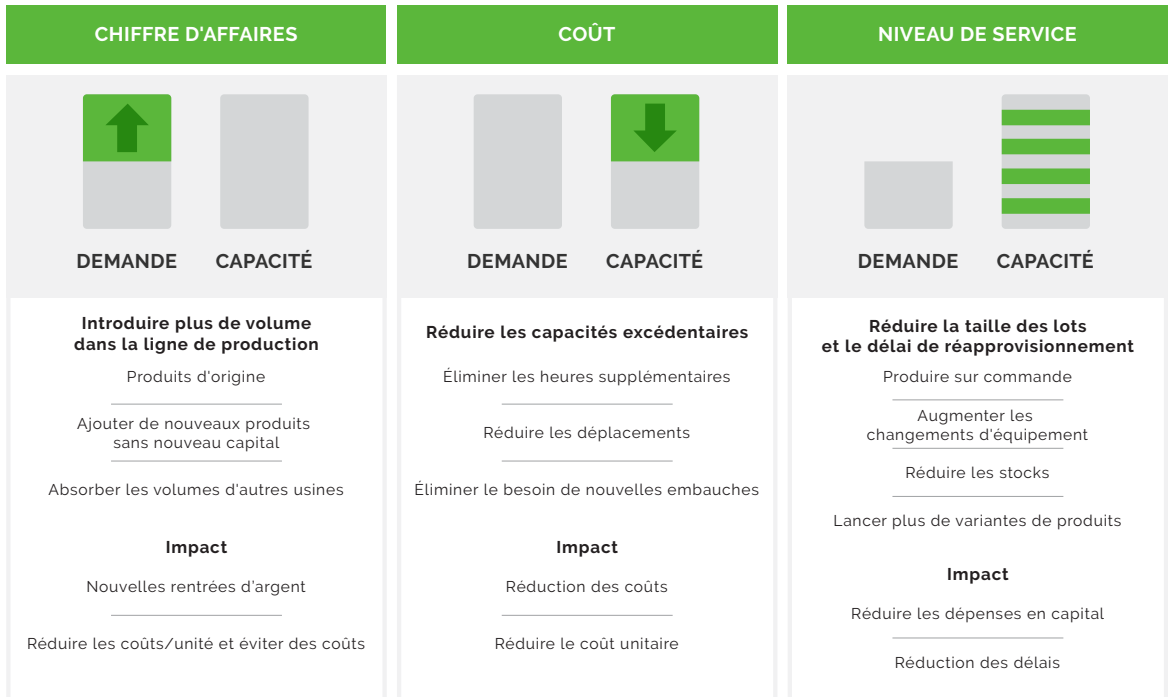 CHIFFRE D'AFFAIRES
DEMANDE CAPACITÉ
Introduire plus de volume
dans la ligne de production
Produits d'origine
Ajouter de nouveaux produits
sans nouveau capital
Absorber les volumes d'autres usines
Impact
Nouvelles rentrées d'argent
Réduire les coûts/unité et éviter des coûts
COÛT
DEMANDE CAPACITÉ
Réduire les capacités excédentaires
Éliminer les heures supplémentaires
Réduire les déplacements
Éliminer le besoin de nouvelles embauches
Impact
Réduction des coûts
Réduire le coût unitaire
NIVEAU DE SERVICE
DEMANDE CAPACITÉ
Réduire la taille des lots
et le délai de réapprovisionnement
Produire sur commande
Augmenter les
changements d'équipement
Réduire les stocks
Lancer plus de variantes de produits
Impact
Réduire les dépenses en capital
Réduction des délais